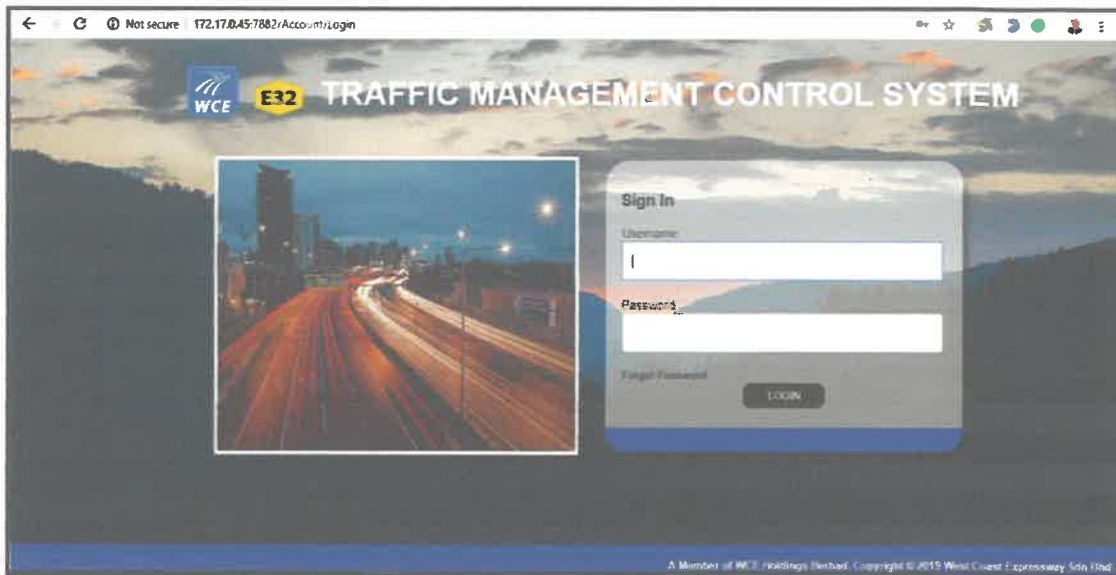 Not secure 172.17.0.45:7882/Account/Login
WCE E32 TRAFFIC MANAGEMENT CONTROL SYSTEM
Sign In
Username
Password
Forgot Password
LOGIN
A Member of WCE Holdings Berhad. Copyright © 2019 West Coast Expressway Sdn Bhd